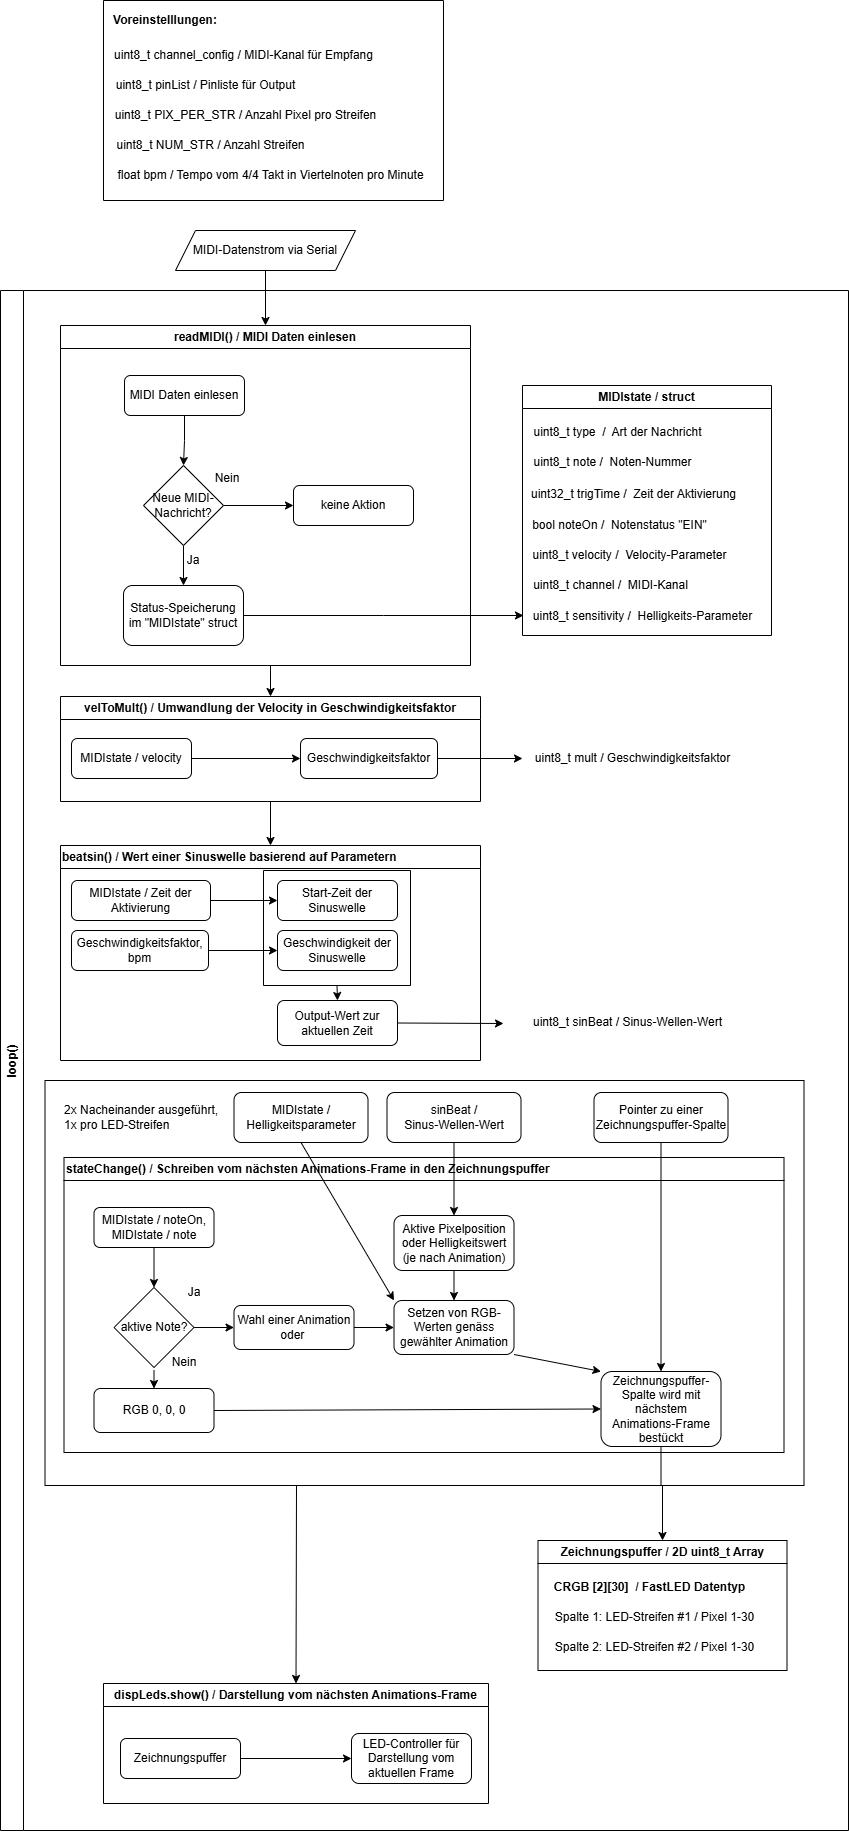 Voreinstelllungen:
uint8_t channel_config / MIDI-Kanal für Empfang
uint8_t pinList / Pinliste für Output
uint8_t PIX_PER_STR / Anzahl Pixel pro Streifen
uint8_t NUM_STR / Anzahl Streifen
float bpm / Tempo vom 4/4 Takt in Viertelnoten pro Minute
MIDI-Datenstrom via Serial
loop()
readMIDI() / MIDI Daten einlesen
MIDI Daten einlesen
Neue MIDI-
Nachricht?
Nein
keine Aktion
Ja
Status-Speicherung
im "MIDIstate" struct
MIDIstate / struct
uint8_t type / Art der Nachricht
uint8_t note / Noten-Nummer
uint32_t trigTime / Zeit der Aktivierung
bool noteOn / Notenstatus "EIN"
uint8_t velocity / Velocity-Parameter
uint8_t channel / MIDI-Kanal
uint8_t sensitivity / Helligkeits-Parameter
velToMult() / Umwandlung der Velocity in Geschwindigkeitsfaktor
MIDIstate / velocity
Geschwindigkeitsfaktor
uint8_t mult / Geschwindigkeitsfaktor
beatsin() / Wert einer Sinuswelle basierend auf Parametern
MIDIstate / Zeit der
Aktivierung
Start-Zeit der
Sinuswelle
Geschwindigkeitsfaktor,
bpm
Geschwindigkeit der
Sinuswelle
Output-Wert zur
aktuellen Zeit
uint8_t sinBeat / Sinus-Wellen-Wert
2x Nacheinander ausgeführt,
1x pro LED-Streifen
MIDIstate /
Helligkeitsparameter
sinBeat /
Sinus-Wellen-Wert
Pointer zu einer
Zeichnungspuffer-Spalte
stateChange() / Schreiben vom nächsten Animations-Frame in den Zeichnungspuffer
MIDIstate / noteOn,
MIDIstate / note
Aktive Pixelposition
oder Helligkeitswert
(je nach Animation)
aktive Note?
Ja
Wahl einer Animation
oder
Setzen von RGB-
Werten genäss
gewählter Animation
Nein
RGB 0, 0, 0
Zeichnungspuffer-
Spalte wird mit
nächstem
Animations-Frame
bestückt
Zeichnungspuffer / 2D uint8_t Array
CRGB [2][30] / FastLED Datentyp
Spalte 1: LED-Streifen #1 / Pixel 1-30
Spalte 2: LED-Streifen #2 / Pixel 1-30
dispLeds.show() / Darstellung vom nächsten Animations-Frame
Zeichnungspuffer
LED-Controller für
Darstellung vom
aktuellen Frame